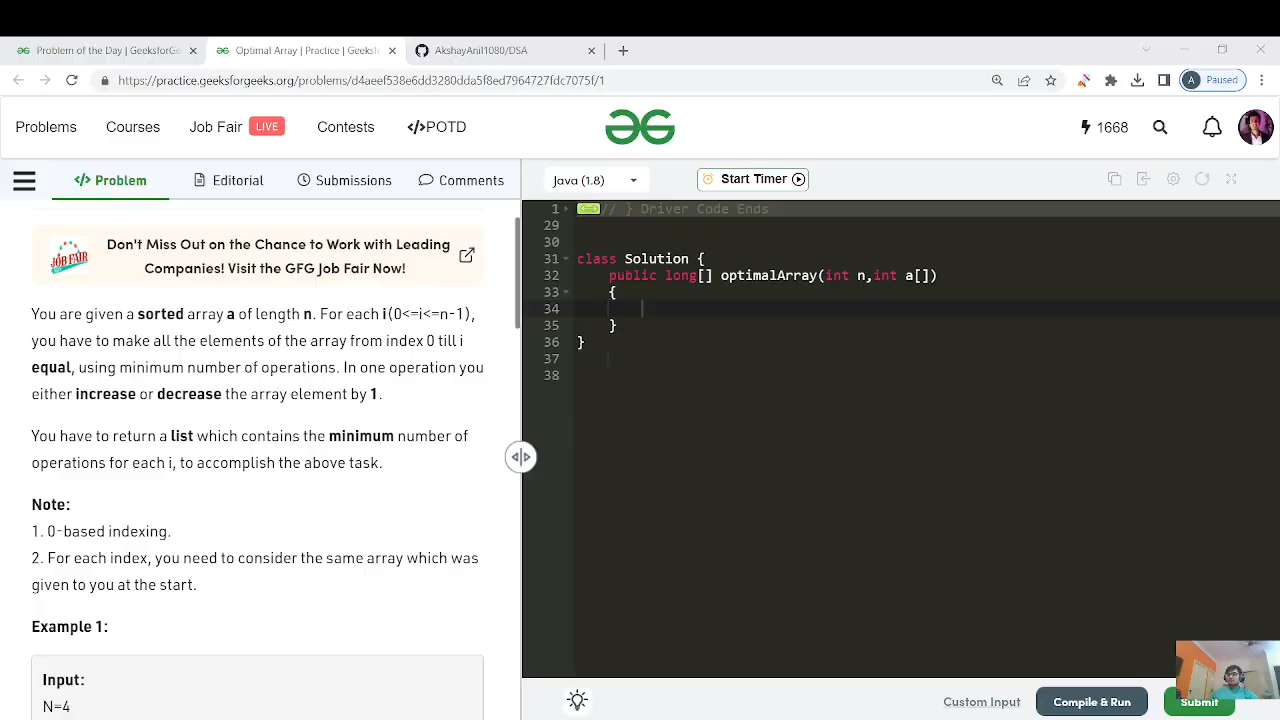 Problem of the Day | GeeksforGe
Optimal Array | Practice | Geeksf
AkshayAnil1080/DSA
https://practice.geeksforgeeks.org/problems/d4aeef538e6dd3280dda5f8ed7964727fdc7075f/1
A Paused
Problems
Courses
Job Fair LIVE
Contests
</>POTD
1668
</> Problem
Editorial
Submissions
Comments
Java (1.8)
Start Timer
JOB FAIR
Don't Miss Out on the Chance to Work with Leading
Companies! Visit the GFG Job Fair Now!
You are given a sorted array a of length n. For each i(0<=i<=n-1),
you have to make all the elements of the array from index 0 till i
equal, using minimum number of operations. In one operation you
either increase or decrease the array element by 1.
You have to return a list which contains the minimum number of
operations for each i, to accomplish the above task.
Note:
1. 0-based indexing.
2. For each index, you need to consider the same array which was
given to you at the start.
Example 1:
Input:
N=4
1 // } Driver Code Ends
29
30
31 class Solution {
32 public long[] optimalArray(int n,int a[])
33 {
34
35 }
36 }
37
38
Custom Input
Compile & Run
Submit